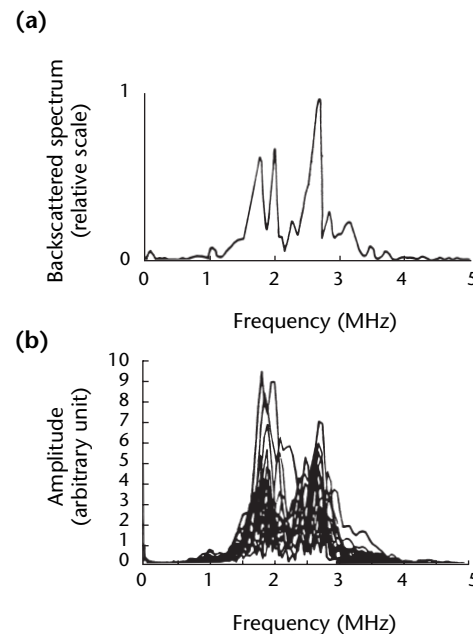 (a)
Backscattered spectrum
(relative scale)
1
0
0 1 2 3 4 5
Frequency (MHz)
(b)
Amplitude
(arbitrary unit)
10
9
8
7
6
5
4
3
2
1
0
0 1 2 3 4 5
Frequency (MHz)